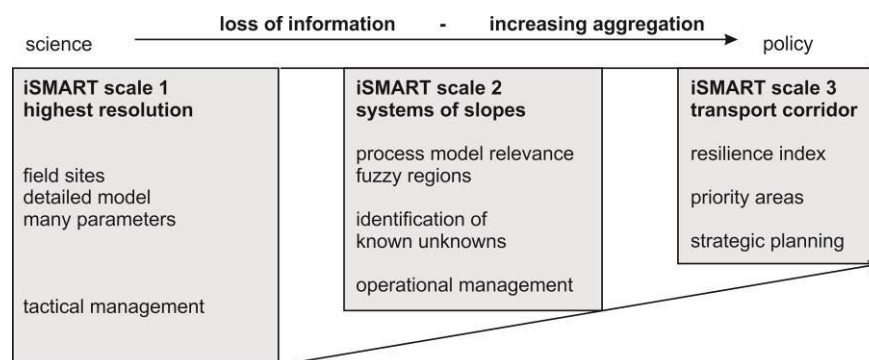 loss of information - increasing aggregation
science
policy
iSMART scale 1
highest resolution
field sites
detailed model
many parameters
tactical management
iSMART scale 2
systems of slopes
process model relevance
fuzzy regions
identification of
known unknowns
operational management
iSMART scale 3
transport corridor
resilience index
priority areas
strategic planning